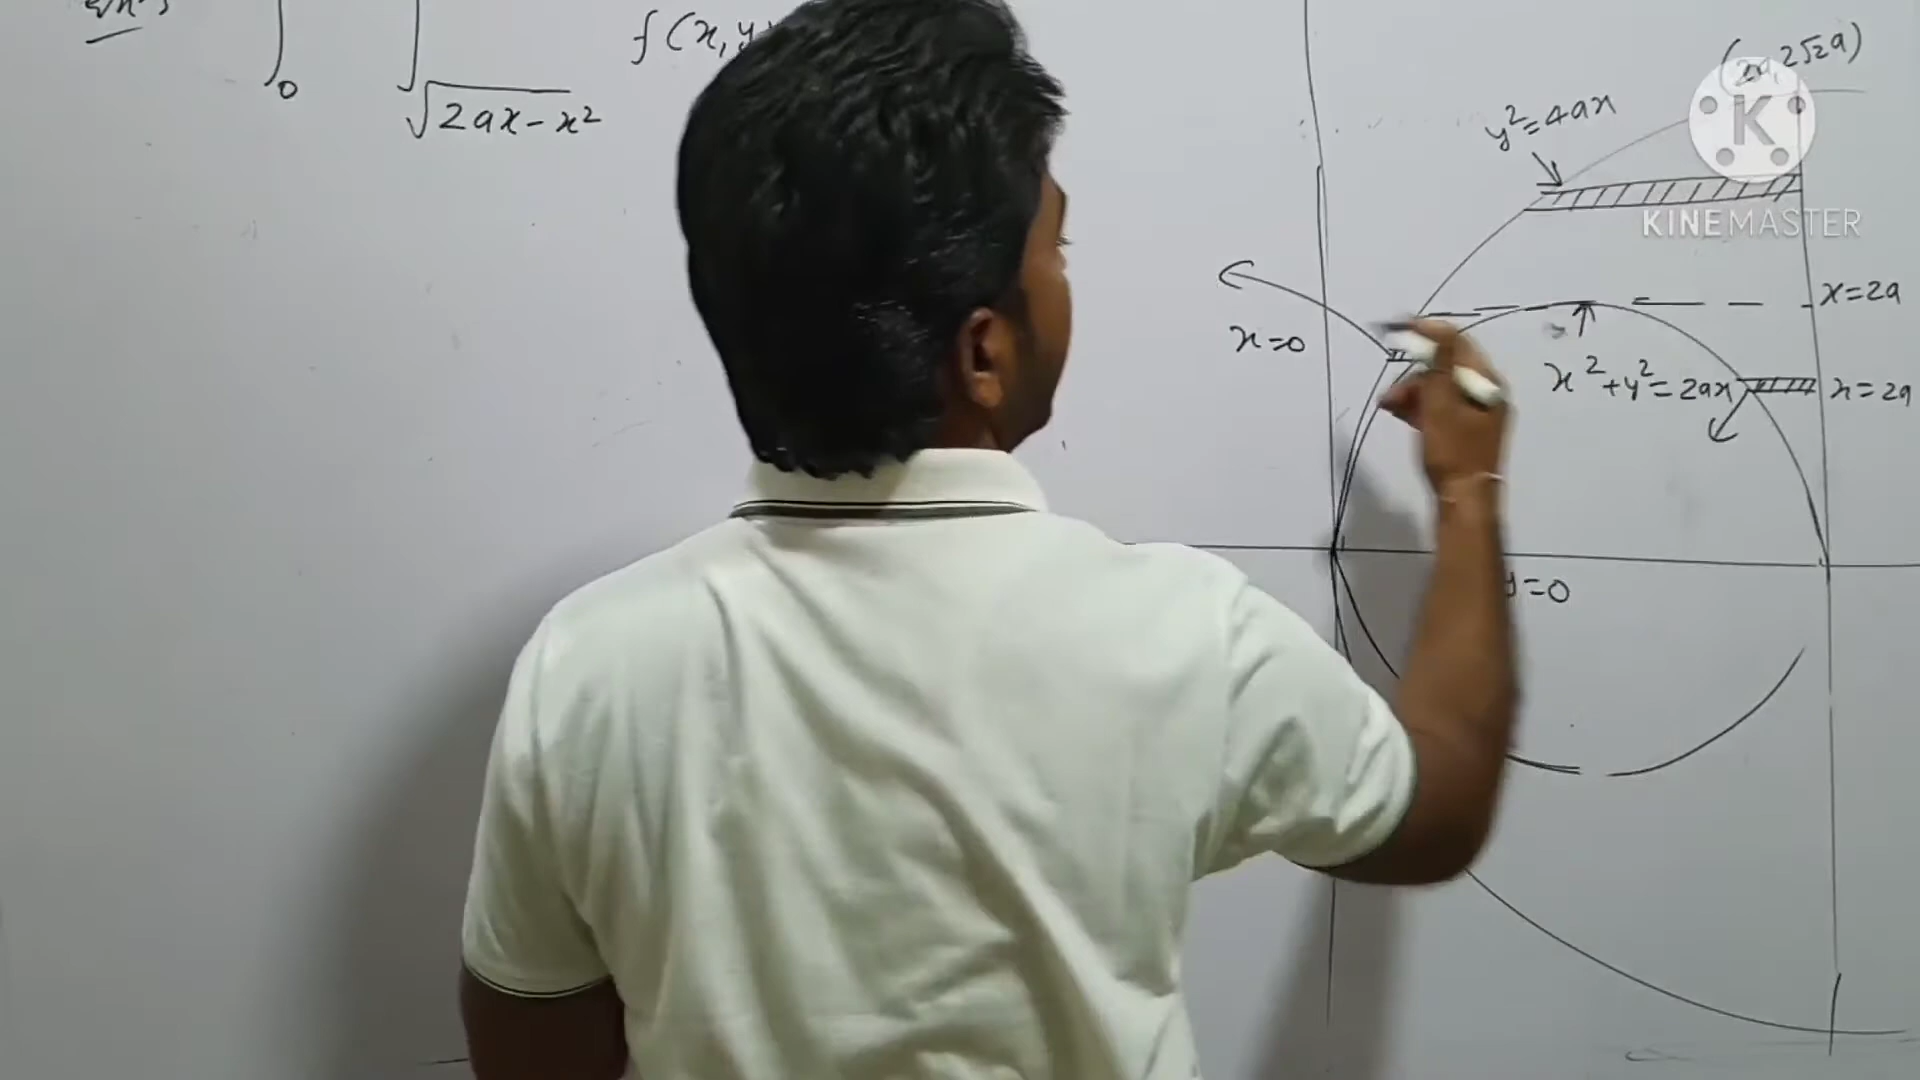 0
√2ax-x²
f(x,y
(2a, 2√2a)
y²=4ax
K
KINEMASTER
x=2a
x=0
x²+y²=2ax
x=2a
y=0